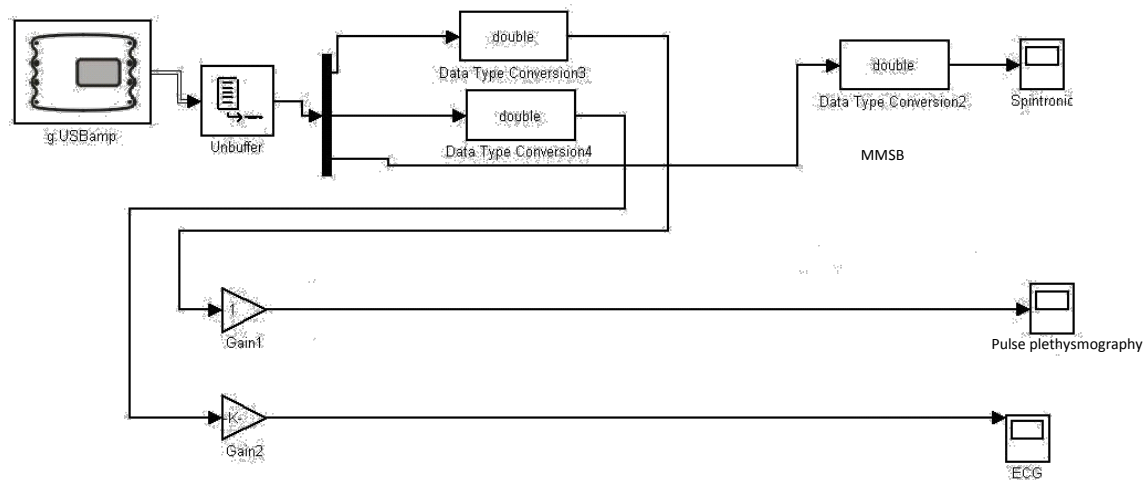 double
Data Type Conversion3
double
Data Type Conversion2
Spintronic
g.USBamp
Unbuffer
double
Data Type Conversion4
MMSB
1
Gain1
Pulse plethysmography
-K-
Gain2
ECG